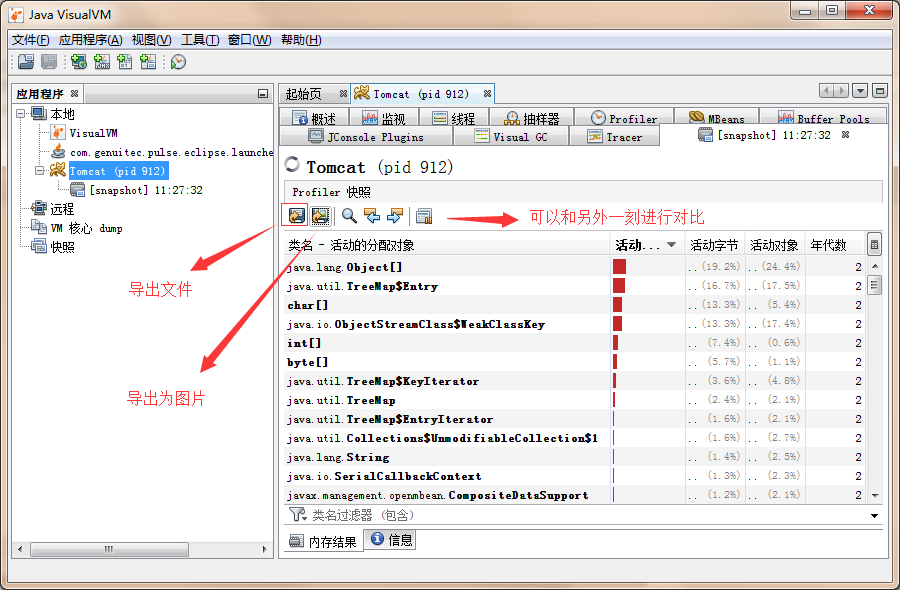 Java VisualVM
文件(F) 应用程序(A) 视图(V) 工具(T) 窗口(W) 帮助(H)
应用程序
本地
VisualVM
com.genuitec.pulse.eclipse.launche
Tomcat (pid 912)
[snapshot] 11:27:32
远程
VM 核心 dump
快照
起始页 Tomcat (pid 912)
概述 监视 线程 抽样器 Profiler MBeans Buffer Pools
JConsole Plugins Visual GC Tracer [snapshot] 11:27:32
Tomcat (pid 912)
Profiler 快照
可以和另外一刻进行对比
导出文件
导出为图片
类名 - 活动的分配对象 活动... 活动字节 活动对象 年代数
java.lang.Object[] .. (19.2%) .. (24.4%) 2
java.util.TreeMap$Entry .. (16.7%) .. (17.5%) 2
char[] .. (13.3%) .. (5.4%) 2
java.io.ObjectStreamClass$WeakClassKey .. (13.3%) .. (17.4%) 2
int[] .. (7.4%) .. (0.6%) 2
byte[] .. (5.7%) .. (1.1%) 2
java.util.TreeMap$KeyIterator .. (3.6%) .. (4.8%) 2
java.util.TreeMap .. (2.4%) .. (2.1%) 2
java.util.TreeMap$EntryIterator .. (1.6%) .. (2.1%) 2
java.util.Collections$UnmodifiableCollection$1 .. (1.6%) .. (2.7%) 2
java.lang.String .. (1.4%) .. (2.5%) 2
java.io.SerialCallbackContext .. (1.3%) .. (2.3%) 2
javax.management.openmbean.CompositeDataSupport .. (1.2%) .. (2.1%) 2
类名过滤器 (包含)
内存结果 信息